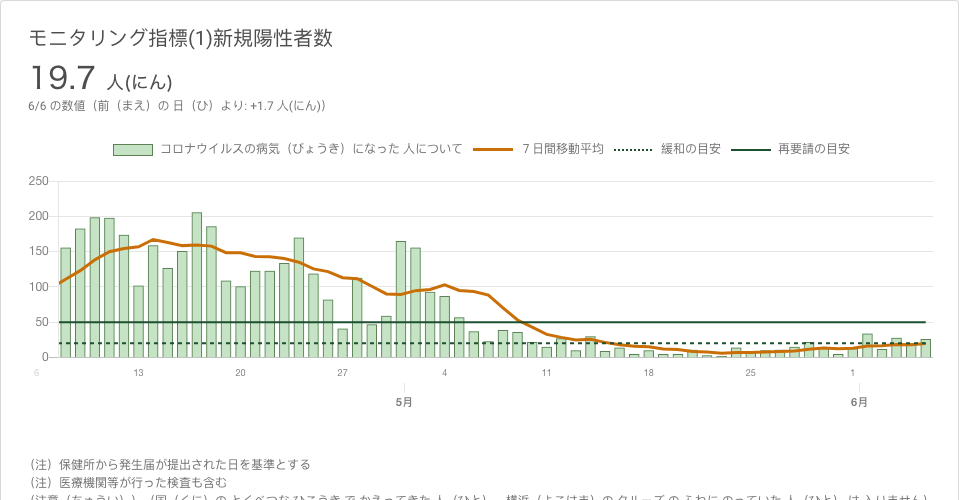 モニタリング指標(1)新規陽性者数
19.7 人(にん)
6/6 の数値（前（まえ）の 日（ひ）より: +1.7 人(にん)）
コロナウイルスの病気（びょうき）になった 人について 7 日間移動平均 緩和の目安 再要請の目安
250
200
150
100
50
0
6 13 20 27 4 11 18 25 1
5月 6月
（注）保健所から発生届が提出された日を基準とする
（注）医療機関等が行った検査も含む